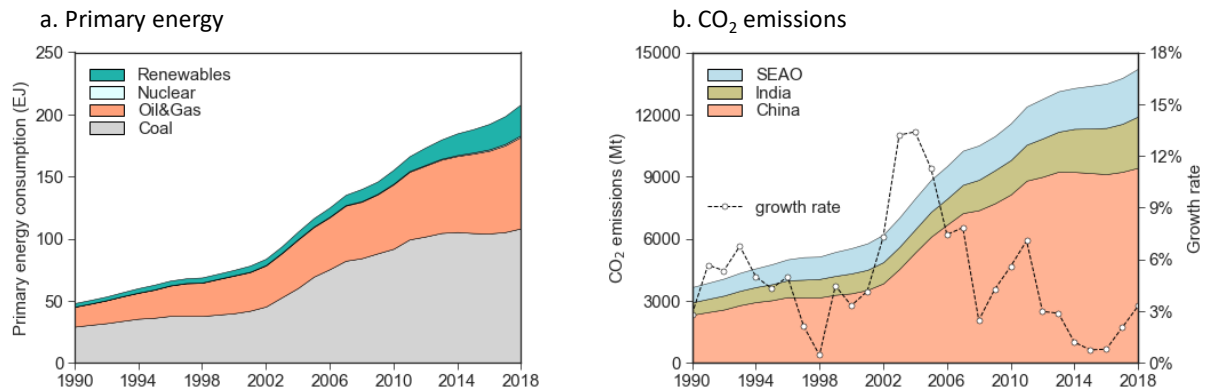 a. Primary energy
Primary energy consumption (EJ)
250
200
150
100
50
0
Renewables
Nuclear
Oil&Gas
Coal
1990 1994 1998 2002 2006 2010 2014 2018
b. CO₂ emissions
CO₂ emissions (Mt)
15000
12000
9000
6000
3000
0
SEAO
India
China
growth rate
18%
15%
12%
9%
6%
3%
0%
Growth rate
1990 1994 1998 2002 2006 2010 2014 2018